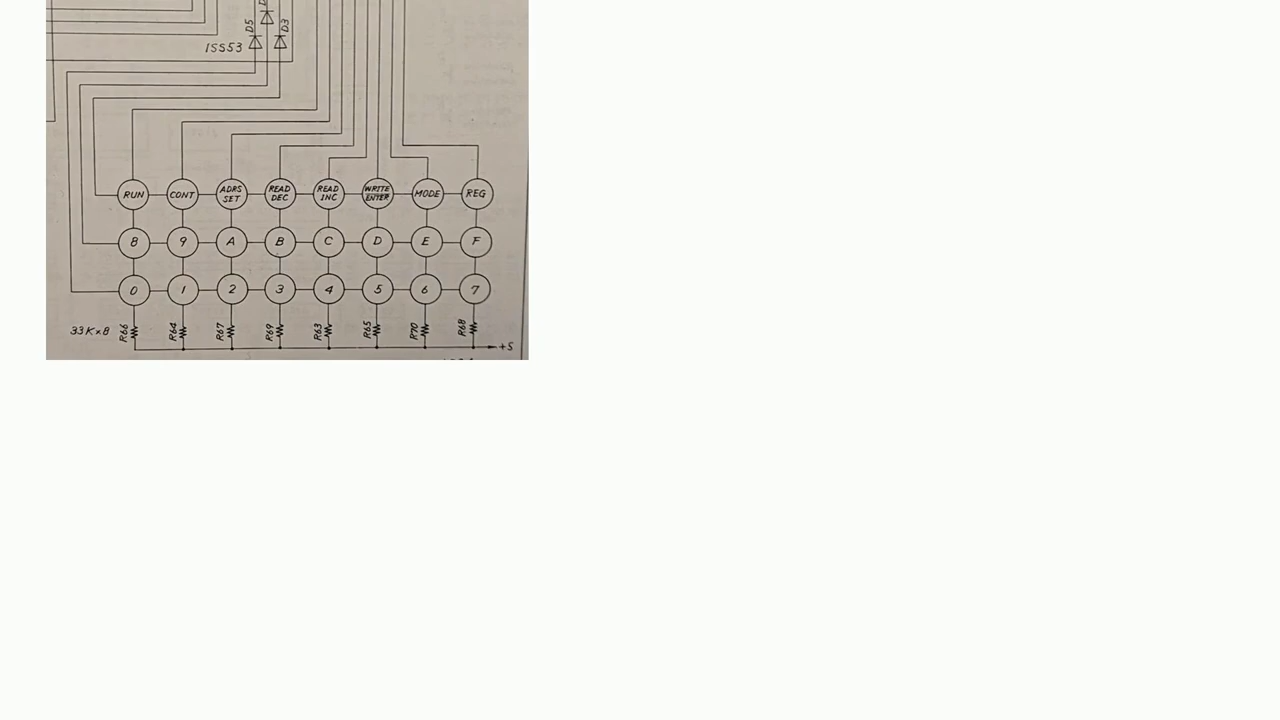 D5
D3
1SS53
RUN CONT ADRS SET READ DEC READ INC WRITE ENTER MODE REG
8 9 A B C D E F
0 1 2 3 4 5 6 7
33K×8 R66 R64 R67 R69 R63 R65 R70 R68
+5